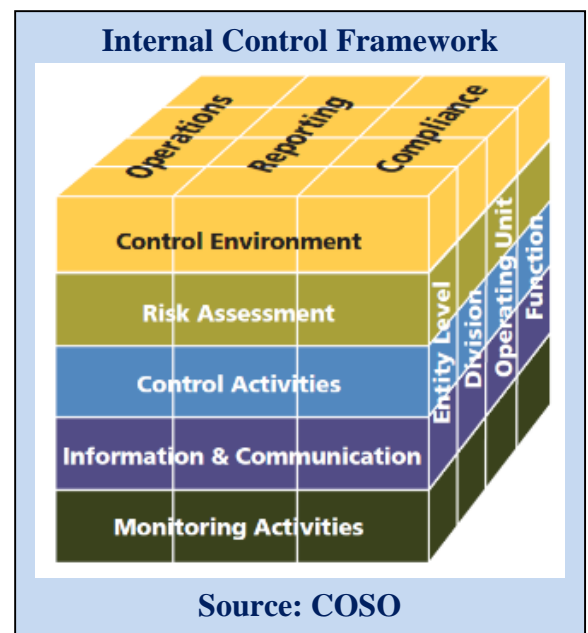 Internal Control Framework
Operations
Reporting
Compliance
Control Environment
Risk Assessment
Control Activities
Information & Communication
Monitoring Activities
Entity Level
Division
Operating Unit
Function
Source: COSO